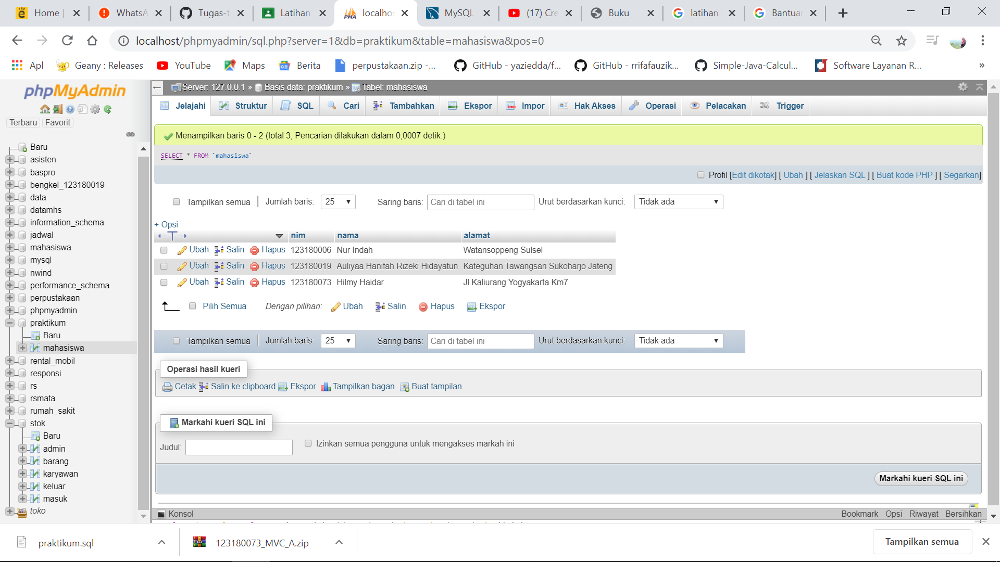 Home
WhatsA
Tugas-t
Latihan
localhos
MySQL
(17) Cre
Buku
latihan
Bantuan
localhost/phpmyadmin/sql.php?server=1&db=praktikum&table=mahasiswa&pos=0
Apl
Geany : Releases
YouTube
Maps
Berita
perpustakaan.zip -...
GitHub - yaziedda/f...
GitHub - rrifafauzik...
Simple-Java-Calcul...
Software Layanan R...
»
phpMyAdmin
Terbaru Favorit
Baru
asisten
baspro
bengkel_123180019
data
datamhs
information_schema
jadwal
mahasiswa
mysql
nwind
performance_schema
perpustakaan
phpmyadmin
praktikum
Baru
mahasiswa
rental_mobil
responsi
rs
rsmata
rumah_sakit
stok
Baru
admin
barang
karyawan
keluar
masuk
toko
Server: 127.0.0.1 » Basis data: praktikum » Tabel: mahasiswa
Jelajahi Struktur SQL Cari Tambahkan Ekspor Impor Hak Akses Operasi Pelacakan Trigger
Menampilkan baris 0 - 2 (total 3, Pencarian dilakukan dalam 0,0007 detik.)
SELECT * FROM `mahasiswa`
Profil [Edit dikotak] [ Ubah ] [ Jelaskan SQL ] [ Buat kode PHP ] [ Segarkan]
Tampilkan semua | Jumlah baris: 25 Saring baris: Cari di tabel ini Urut berdasarkan kunci: Tidak ada
+ Opsi
nim nama alamat
Ubah Salin Hapus 123180006 Nur Indah Watansoppeng Sulsel
Ubah Salin Hapus 123180019 Auliyaa Hanifah Rizeki Hidayatun Kateguhan Tawangsari Sukoharjo Jateng
Ubah Salin Hapus 123180073 Hilmy Haidar Jl Kaliurang Yogyakarta Km7
Pilih Semua Dengan pilihan: Ubah Salin Hapus Ekspor
Tampilkan semua | Jumlah baris: 25 Saring baris: Cari di tabel ini Urut berdasarkan kunci: Tidak ada
Operasi hasil kueri
Cetak Salin ke clipboard Ekspor Tampilkan bagan Buat tampilan
Markahi kueri SQL ini
Judul: Izinkan semua pengguna untuk mengakses markah ini
Markahi kueri SQL ini
Konsol Bookmark Opsi Riwayat Bersihkan
praktikum.sql
123180073_MVC_A.zip
Tampilkan semua